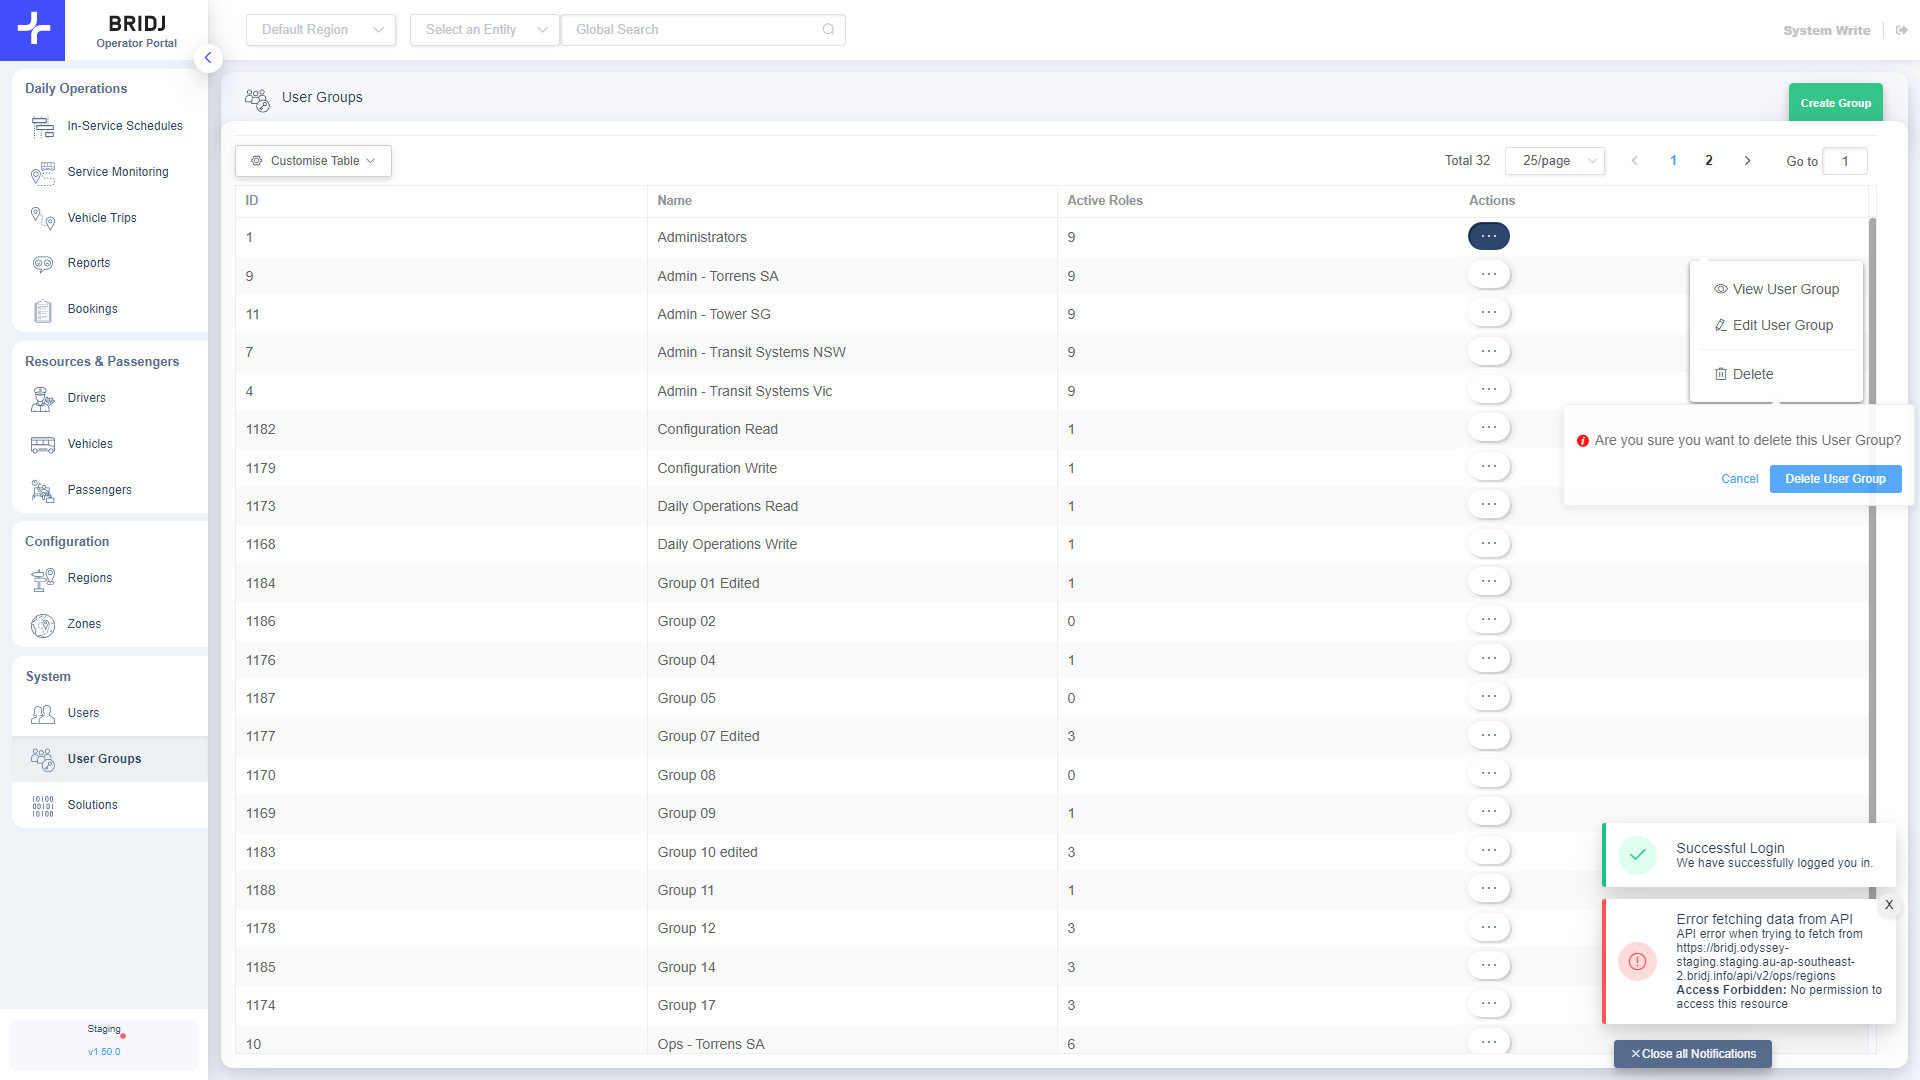 BRIDJ
Operator Portal
Default Region
Select an Entity
Global Search
System Write
Daily Operations
In-Service Schedules
Service Monitoring
Vehicle Trips
Reports
Bookings
Resources & Passengers
Drivers
Vehicles
Passengers
Configuration
Regions
Zones
System
Users
User Groups
Solutions
Staging
v1.50.0
User Groups
Create Group
Customise Table
Total 32 25/page 1 2 Go to 1
ID Name Active Roles Actions
1 Administrators 9
9 Admin - Torrens SA 9
11 Admin - Tower SG 9
7 Admin - Transit Systems NSW 9
4 Admin - Transit Systems Vic 9
1182 Configuration Read 1
1179 Configuration Write 1
1173 Daily Operations Read 1
1168 Daily Operations Write 1
1184 Group 01 Edited 1
1186 Group 02 0
1176 Group 04 1
1187 Group 05 0
1177 Group 07 Edited 3
1170 Group 08 0
1169 Group 09 1
1183 Group 10 edited 3
1188 Group 11 1
1178 Group 12 3
1185 Group 14 3
1174 Group 17 3
10 Ops - Torrens SA 6
View User Group
Edit User Group
Delete
Are you sure you want to delete this User Group?
Cancel Delete User Group
Successful Login
We have successfully logged you in.
X
Error fetching data from API
API error when trying to fetch from
https://bridj.odyssey-
staging.staging.au-ap-southeast-
2.bridj.info/api/v2/ops/regions
Access Forbidden: No permission to
access this resource
Close all Notifications